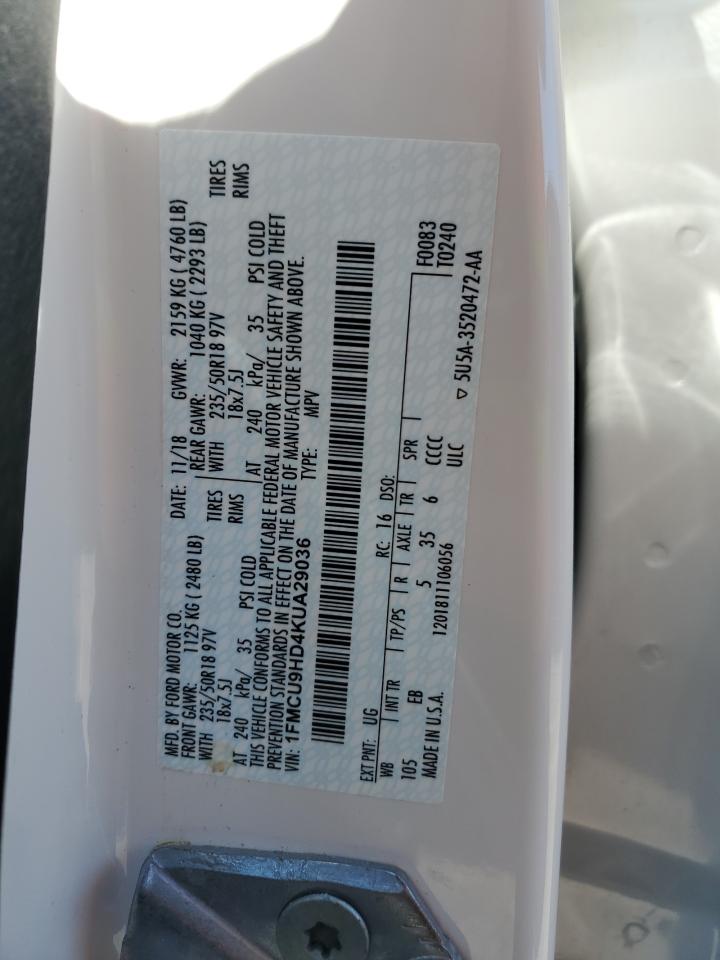 MFD. BY FORD MOTOR CO.
DATE: 11/18 GVWR: 2159 KG ( 4760 LB)
FRONT GAWR: 1125 KG ( 2480 LB)
REAR GAWR: 1040 KG ( 2293 LB)
WITH 235/50R18 97V TIRES
WITH 235/50R18 97V TIRES
18x7.5J RIMS
18x7.5J RIMS
AT 240 kPa/ 35 PSI COLD
AT 240 kPa/ 35 PSI COLD
THIS VEHICLE CONFORMS TO ALL APPLICABLE FEDERAL MOTOR VEHICLE SAFETY AND THEFT
PREVENTION STANDARDS IN EFFECT ON THE DATE OF MANUFACTURE SHOWN ABOVE.
VIN: 1FMCU9HD4KUA29036 TYPE: MPV
EXT PNT: UG RC: 16 DSO:
WB INT TR TP/PS R AXLE TR SPR F0083
105 EB 5 35 6 CCCC T0240
MADE IN U.S.A. 120181106056 ULC ▽ 5U5A-3520472-AA